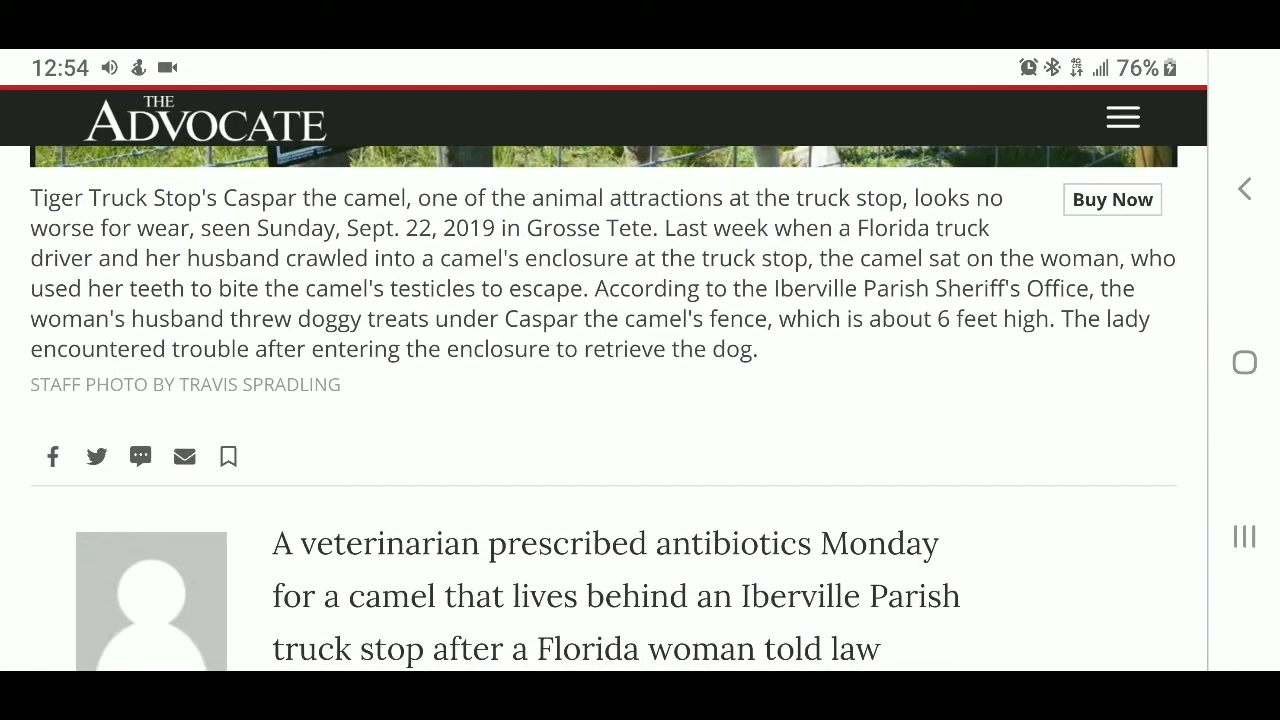 12:54
4G LTE 76%
THE
ADVOCATE
Tiger Truck Stop's Caspar the camel, one of the animal attractions at the truck stop, looks no
Buy Now
worse for wear, seen Sunday, Sept. 22, 2019 in Grosse Tete. Last week when a Florida truck
driver and her husband crawled into a camel's enclosure at the truck stop, the camel sat on the woman, who
used her teeth to bite the camel's testicles to escape. According to the Iberville Parish Sheriff's Office, the
woman's husband threw doggy treats under Caspar the camel's fence, which is about 6 feet high. The lady
encountered trouble after entering the enclosure to retrieve the dog.
STAFF PHOTO BY TRAVIS SPRADLING
A veterinarian prescribed antibiotics Monday
for a camel that lives behind an Iberville Parish
truck stop after a Florida woman told law